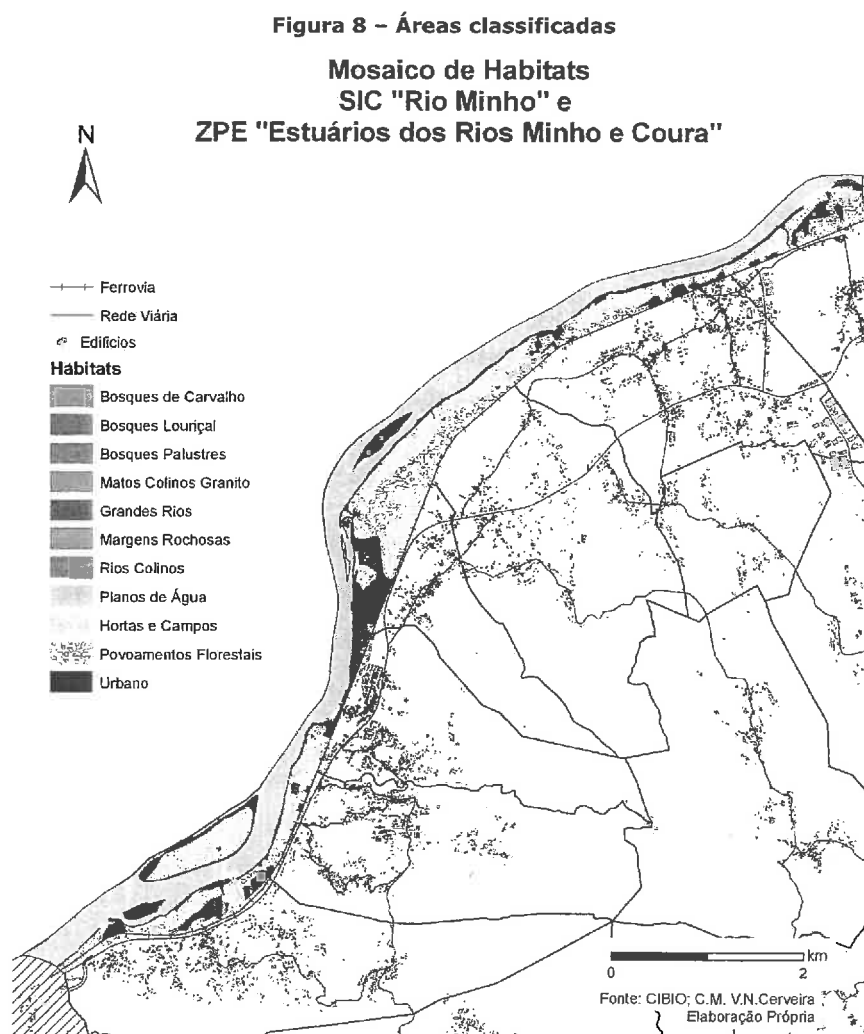 Figura 8 – Áreas classificadas
Mosaico de Habitats
SIC "Rio Minho" e
ZPE "Estuários dos Rios Minho e Coura"
N
Ferrovia
Rede Viária
Edifícios
Habitats
Bosques de Carvalho
Bosques Louriçal
Bosques Palustres
Matos Colinos Granito
Grandes Rios
Margens Rochosas
Rios Colinos
Planos de Água
Hortas e Campos
Povoamentos Florestais
Urbano
km
0 2
Fonte: CIBIO; C.M. V.N.Cerveira
Elaboração Própria